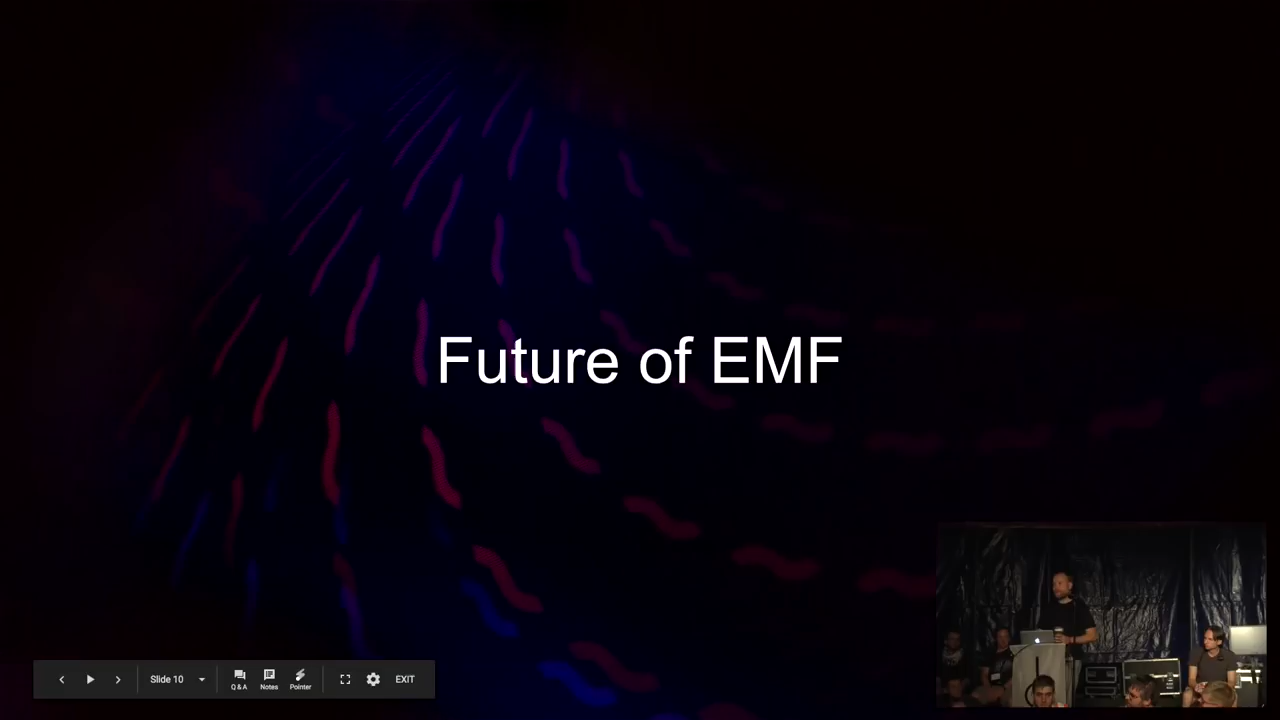 Future of EMF
Slide 10
Q & A
Notes
Pointer
EXIT